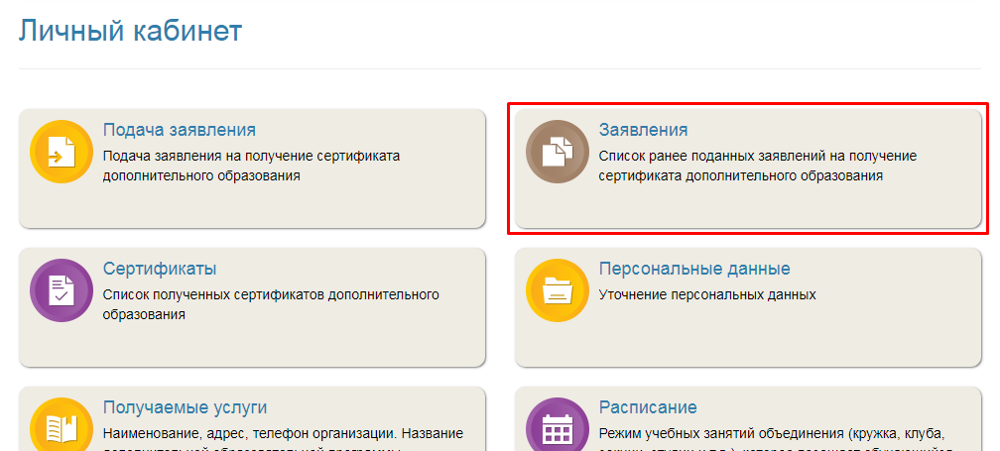 Личный кабинет
Подача заявления
Подача заявления на получение сертификата
дополнительного образования
Заявления
Список ранее поданных заявлений на получение
сертификата дополнительного образования
Сертификаты
Список полученных сертификатов дополнительного
образования
Персональные данные
Уточнение персональных данных
Получаемые услуги
Наименование, адрес, телефон организации. Название
Расписание
Режим учебных занятий объединения (кружка, клуба,